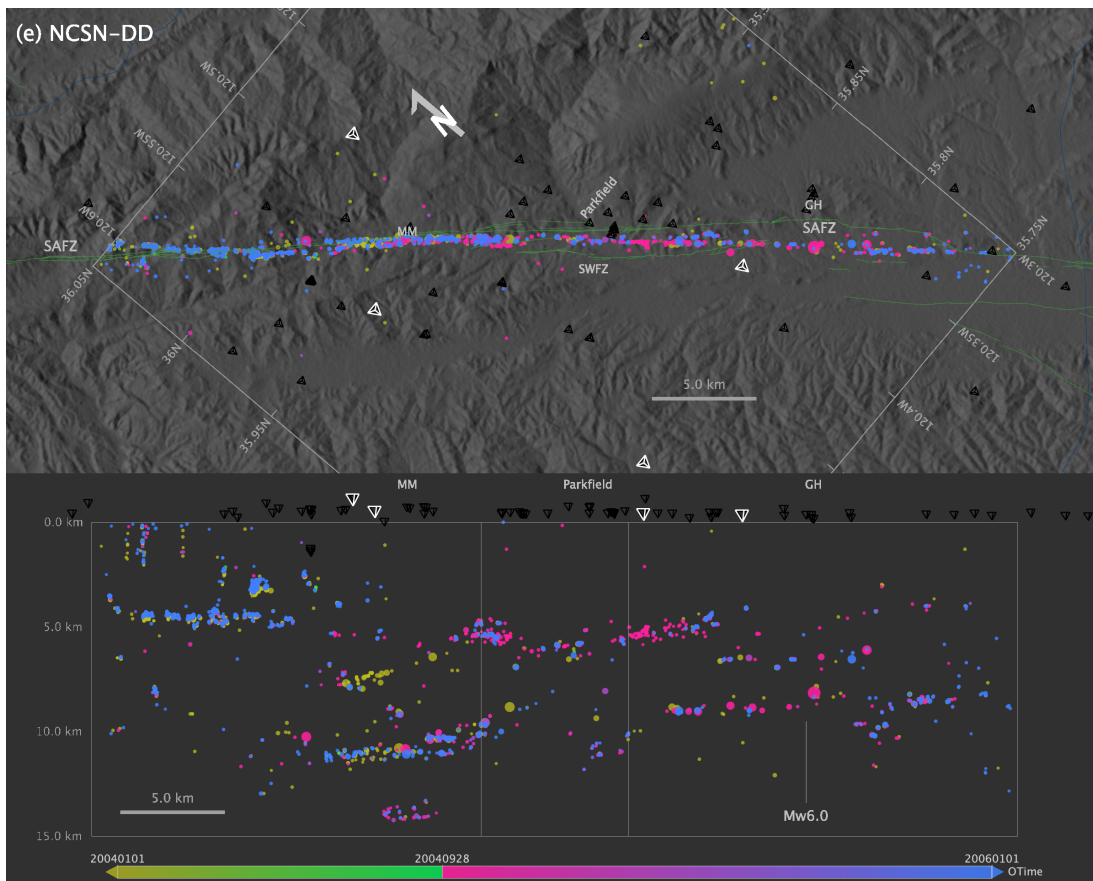 (e) NCSN-DD
120.5W
35.9
35.85N
120.55W
N
35.8N
120.6W
Parkfield
GH
SAFZ
MM
SAFZ
35.75N
SWFZ
120.3W
36.05N
36N
120.35W
5.0 km
120.4W
35.95N
MM
Parkfield
GH
0.0 km
5.0 km
10.0 km
5.0 km
Mw6.0
15.0 km
20040101
20040928
20060101
OTime